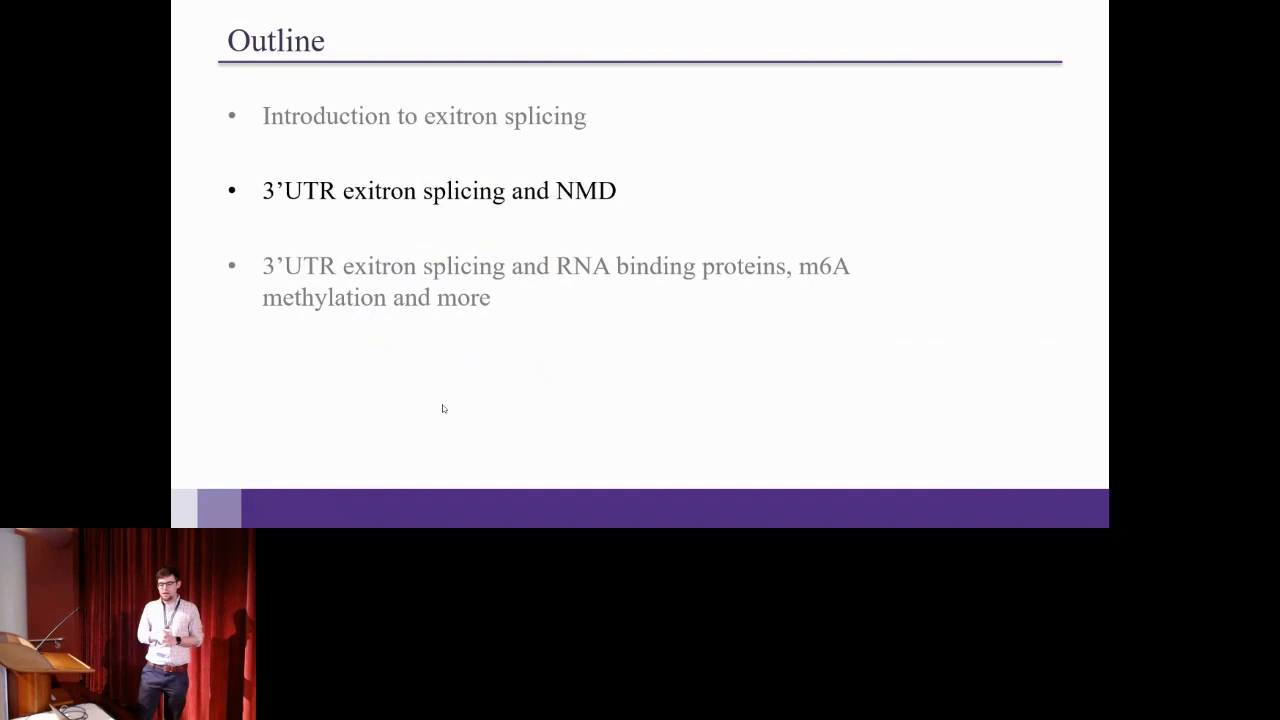 Outline
• Introduction to exitron splicing
• 3’UTR exitron splicing and NMD
• 3’UTR exitron splicing and RNA binding proteins, m6A
methylation and more